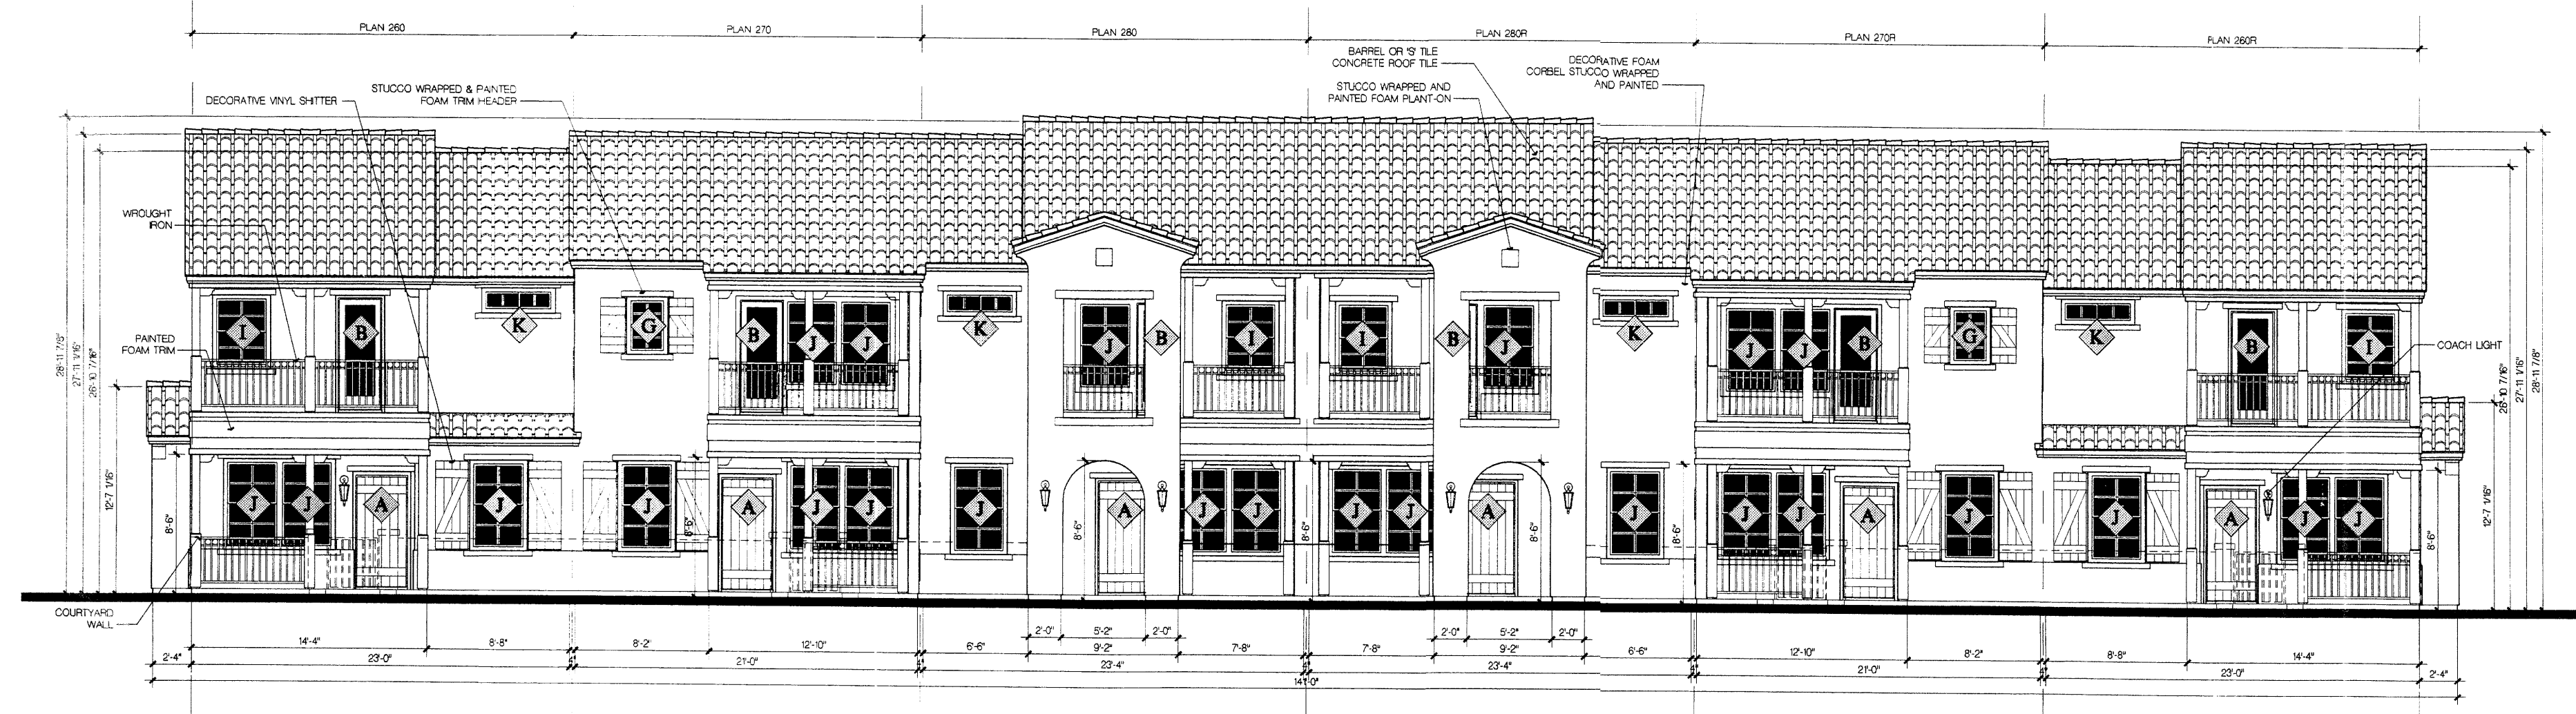 PLAN 260
PLAN 270
PLAN 280
PLAN 280R
PLAN 270R
PLAN 260R
BARREL OR 'S' TILE
CONCRETE ROOF TILE
DECORATIVE FOAM
CORBEL STUCCO WRAPPED
AND PAINTED
STUCCO WRAPPED & PAINTED
FOAM TRIM HEADER
DECORATIVE VINYL SHITTER
STUCCO WRAPPED AND
PAINTED FOAM PLANT-ON
WROUGHT
IRON
PAINTED
FOAM TRIM
COACH LIGHT
COURTYARD
WALL
28'-11 7/8"
27'-11 1/16"
26'-10 7/16"
12'-7 1/16"
8'-6"
I
B
K
G
B
J
J
K
J
B
I
I
B
J
K
J
J
B
G
K
B
I
J
J
A
J
J
A
J
J
J
A
J
J
J
J
A
J
J
J
A
J
J
A
J
J
8'-6"
8'-6"
8'-6"
8'-6"
8'-6"
8'-6"
12'-7 1/16"
26'-10 7/16"
27'-11 1/16"
28'-11 7/8"
2'-0"
5'-2"
2'-0"
2'-0"
5'-2"
2'-0"
14'-4"
8'-8"
8'-2"
12'-10"
6'-6"
9'-2"
7'-8"
7'-8"
9'-2"
6'-6"
12'-10"
8'-2"
8'-8"
14'-4"
2'-4"
23'-0"
21'-0"
23'-4"
23'-4"
21'-0"
23'-0"
2'-4"